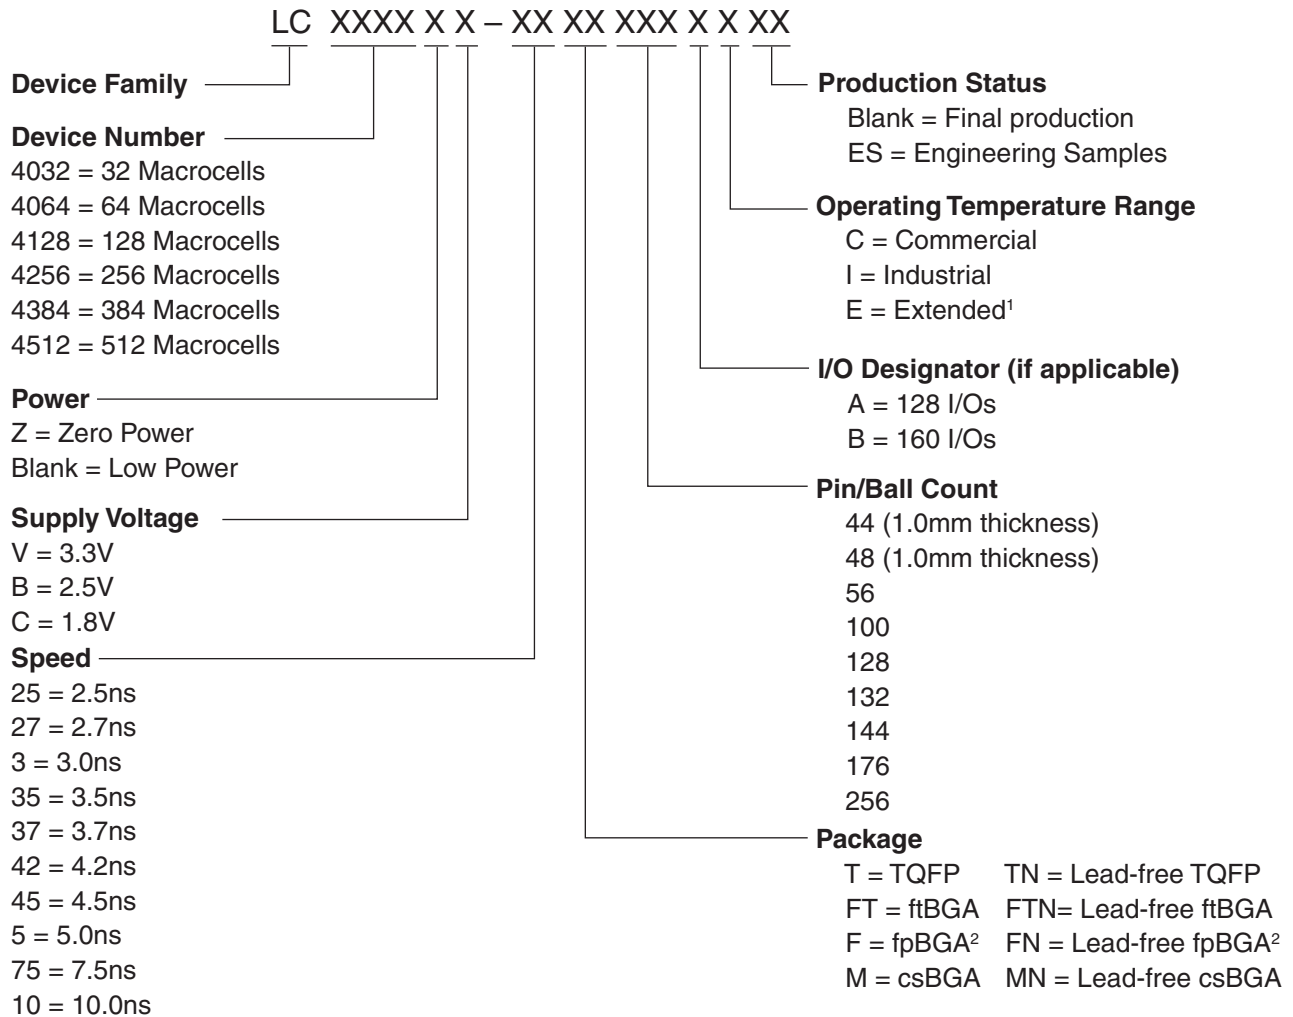 LC XXXX X X – XX XX XXX X X XX
Device Family
Device Number
4032 = 32 Macrocells
4064 = 64 Macrocells
4128 = 128 Macrocells
4256 = 256 Macrocells
4384 = 384 Macrocells
4512 = 512 Macrocells
Power
Z = Zero Power
Blank = Low Power
Supply Voltage
V = 3.3V
B = 2.5V
C = 1.8V
Speed
25 = 2.5ns
27 = 2.7ns
3 = 3.0ns
35 = 3.5ns
37 = 3.7ns
42 = 4.2ns
45 = 4.5ns
5 = 5.0ns
75 = 7.5ns
10 = 10.0ns
Production Status
Blank = Final production
ES = Engineering Samples
Operating Temperature Range
C = Commercial
I = Industrial
E = Extended¹
I/O Designator (if applicable)
A = 128 I/Os
B = 160 I/Os
Pin/Ball Count
44 (1.0mm thickness)
48 (1.0mm thickness)
56
100
128
132
144
176
256
Package
T = TQFP TN = Lead-free TQFP
FT = ftBGA FTN= Lead-free ftBGA
F = fpBGA² FN = Lead-free fpBGA²
M = csBGA MN = Lead-free csBGA